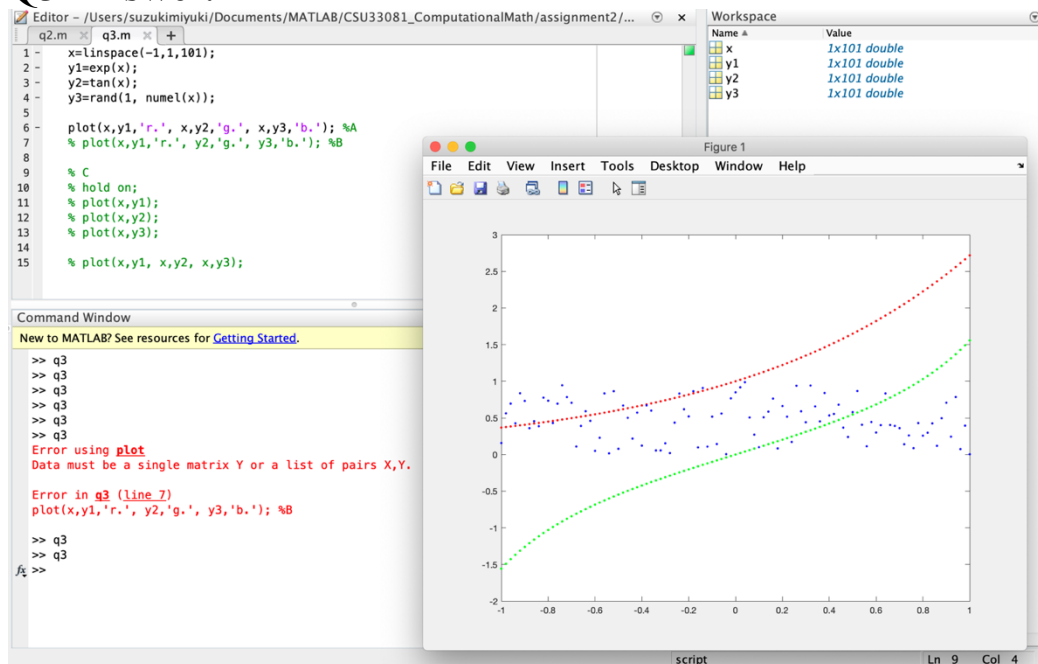 Editor - /Users/suzukimiyuki/Documents/MATLAB/CSU33081_ComputationalMath/assignment2/...
q2.m × q3.m × +
1 - x=linspace(-1,1,101);
2 - y1=exp(x);
3 - y2=tan(x);
4 - y3=rand(1, numel(x));
5
6 - plot(x,y1,'r.', x,y2,'g.', x,y3,'b.'); %A
7 % plot(x,y1,'r.', y2,'g.', y3,'b.'); %B
8
9 % C
10 % hold on;
11 % plot(x,y1);
12 % plot(x,y2);
13 % plot(x,y3);
14
15 % plot(x,y1, x,y2, x,y3);
Command Window
New to MATLAB? See resources for Getting Started.
>> q3
>> q3
>> q3
>> q3
>> q3
>> q3
Error using plot
Data must be a single matrix Y or a list of pairs X,Y.
Error in q3 (line 7)
plot(x,y1,'r.', y2,'g.', y3,'b.'); %B
>> q3
>> q3
fx >>
Workspace
Name Value
x 1x101 double
y1 1x101 double
y2 1x101 double
y3 1x101 double
Figure 1
File Edit View Insert Tools Desktop Window Help
3
2.5
2
1.5
1
0.5
0
-0.5
-1
-1.5
-2
-1 -0.8 -0.6 -0.4 -0.2 0 0.2 0.4 0.6 0.8 1
script Ln 9 Col 4